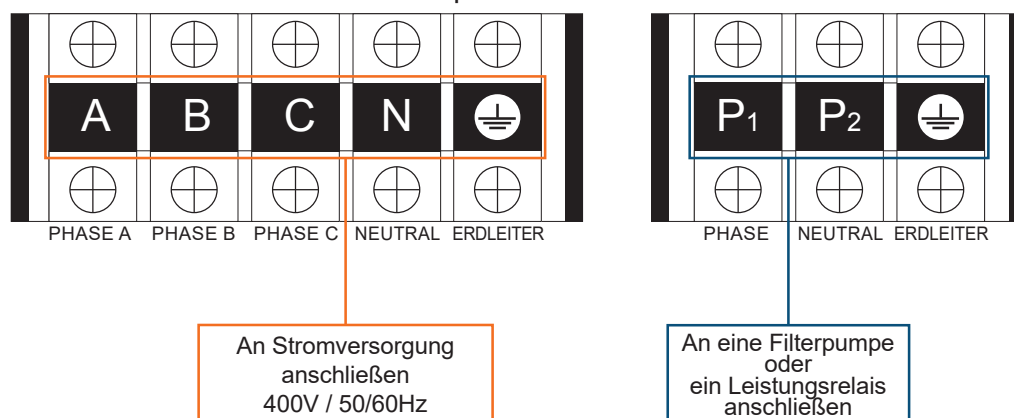 A B C N
PHASE A PHASE B PHASE C NEUTRAL ERDLEITER
An Stromversorgung
anschließen
400V / 50/60Hz
P1 P2
PHASE NEUTRAL ERDLEITER
An eine Filterpumpe
oder
ein Leistungsrelais
anschließen